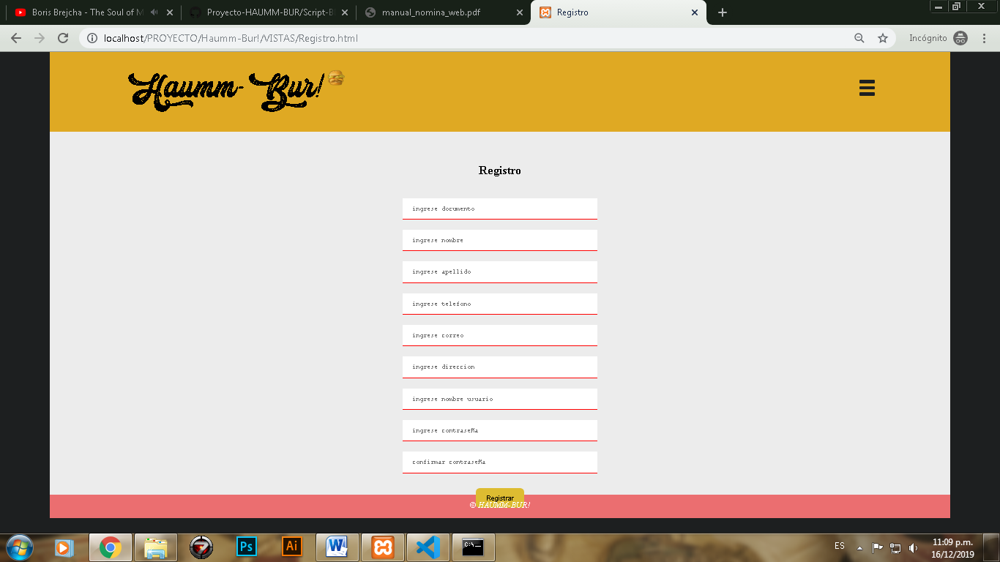 Boris Brejcha - The Soul of M
Proyecto-HAUMM-BUR/Script-B
manual_nomina_web.pdf
Registro
localhost/PROYECTO/Haumm-Bur!/VISTAS/Registro.html
Incógnito
Haumm- Bur!
Registro
ingrese documento
ingrese nombre
ingrese apellido
ingrese telefono
ingrese correo
ingrese direccion
ingrese nombre usuario
ingrese contraseña
confirmar contraseña
Registrar
© HAUMM-BUR!
Ps
Ai
W
C:\_
ES
11:09 p.m.
16/12/2019